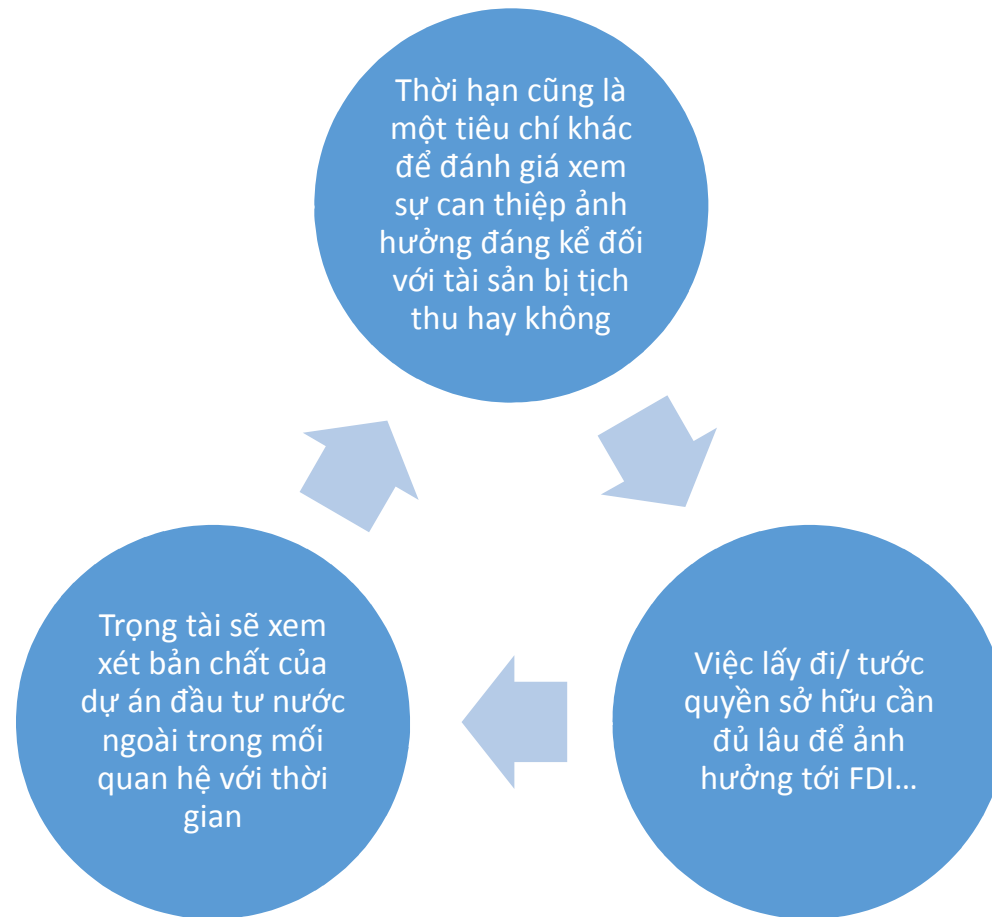 Thời hạn cũng là
một tiêu chí khác
để đánh giá xem
sự can thiệp ảnh
hưởng đáng kể đối
với tài sản bị tịch
thu hay không
Việc lấy đi/ tước
quyền sở hữu cần
đủ lâu để ảnh
hưởng tới FDI...
Trọng tài sẽ xem
xét bản chất của
dự án đầu tư nước
ngoài trong mối
quan hệ với thời
gian